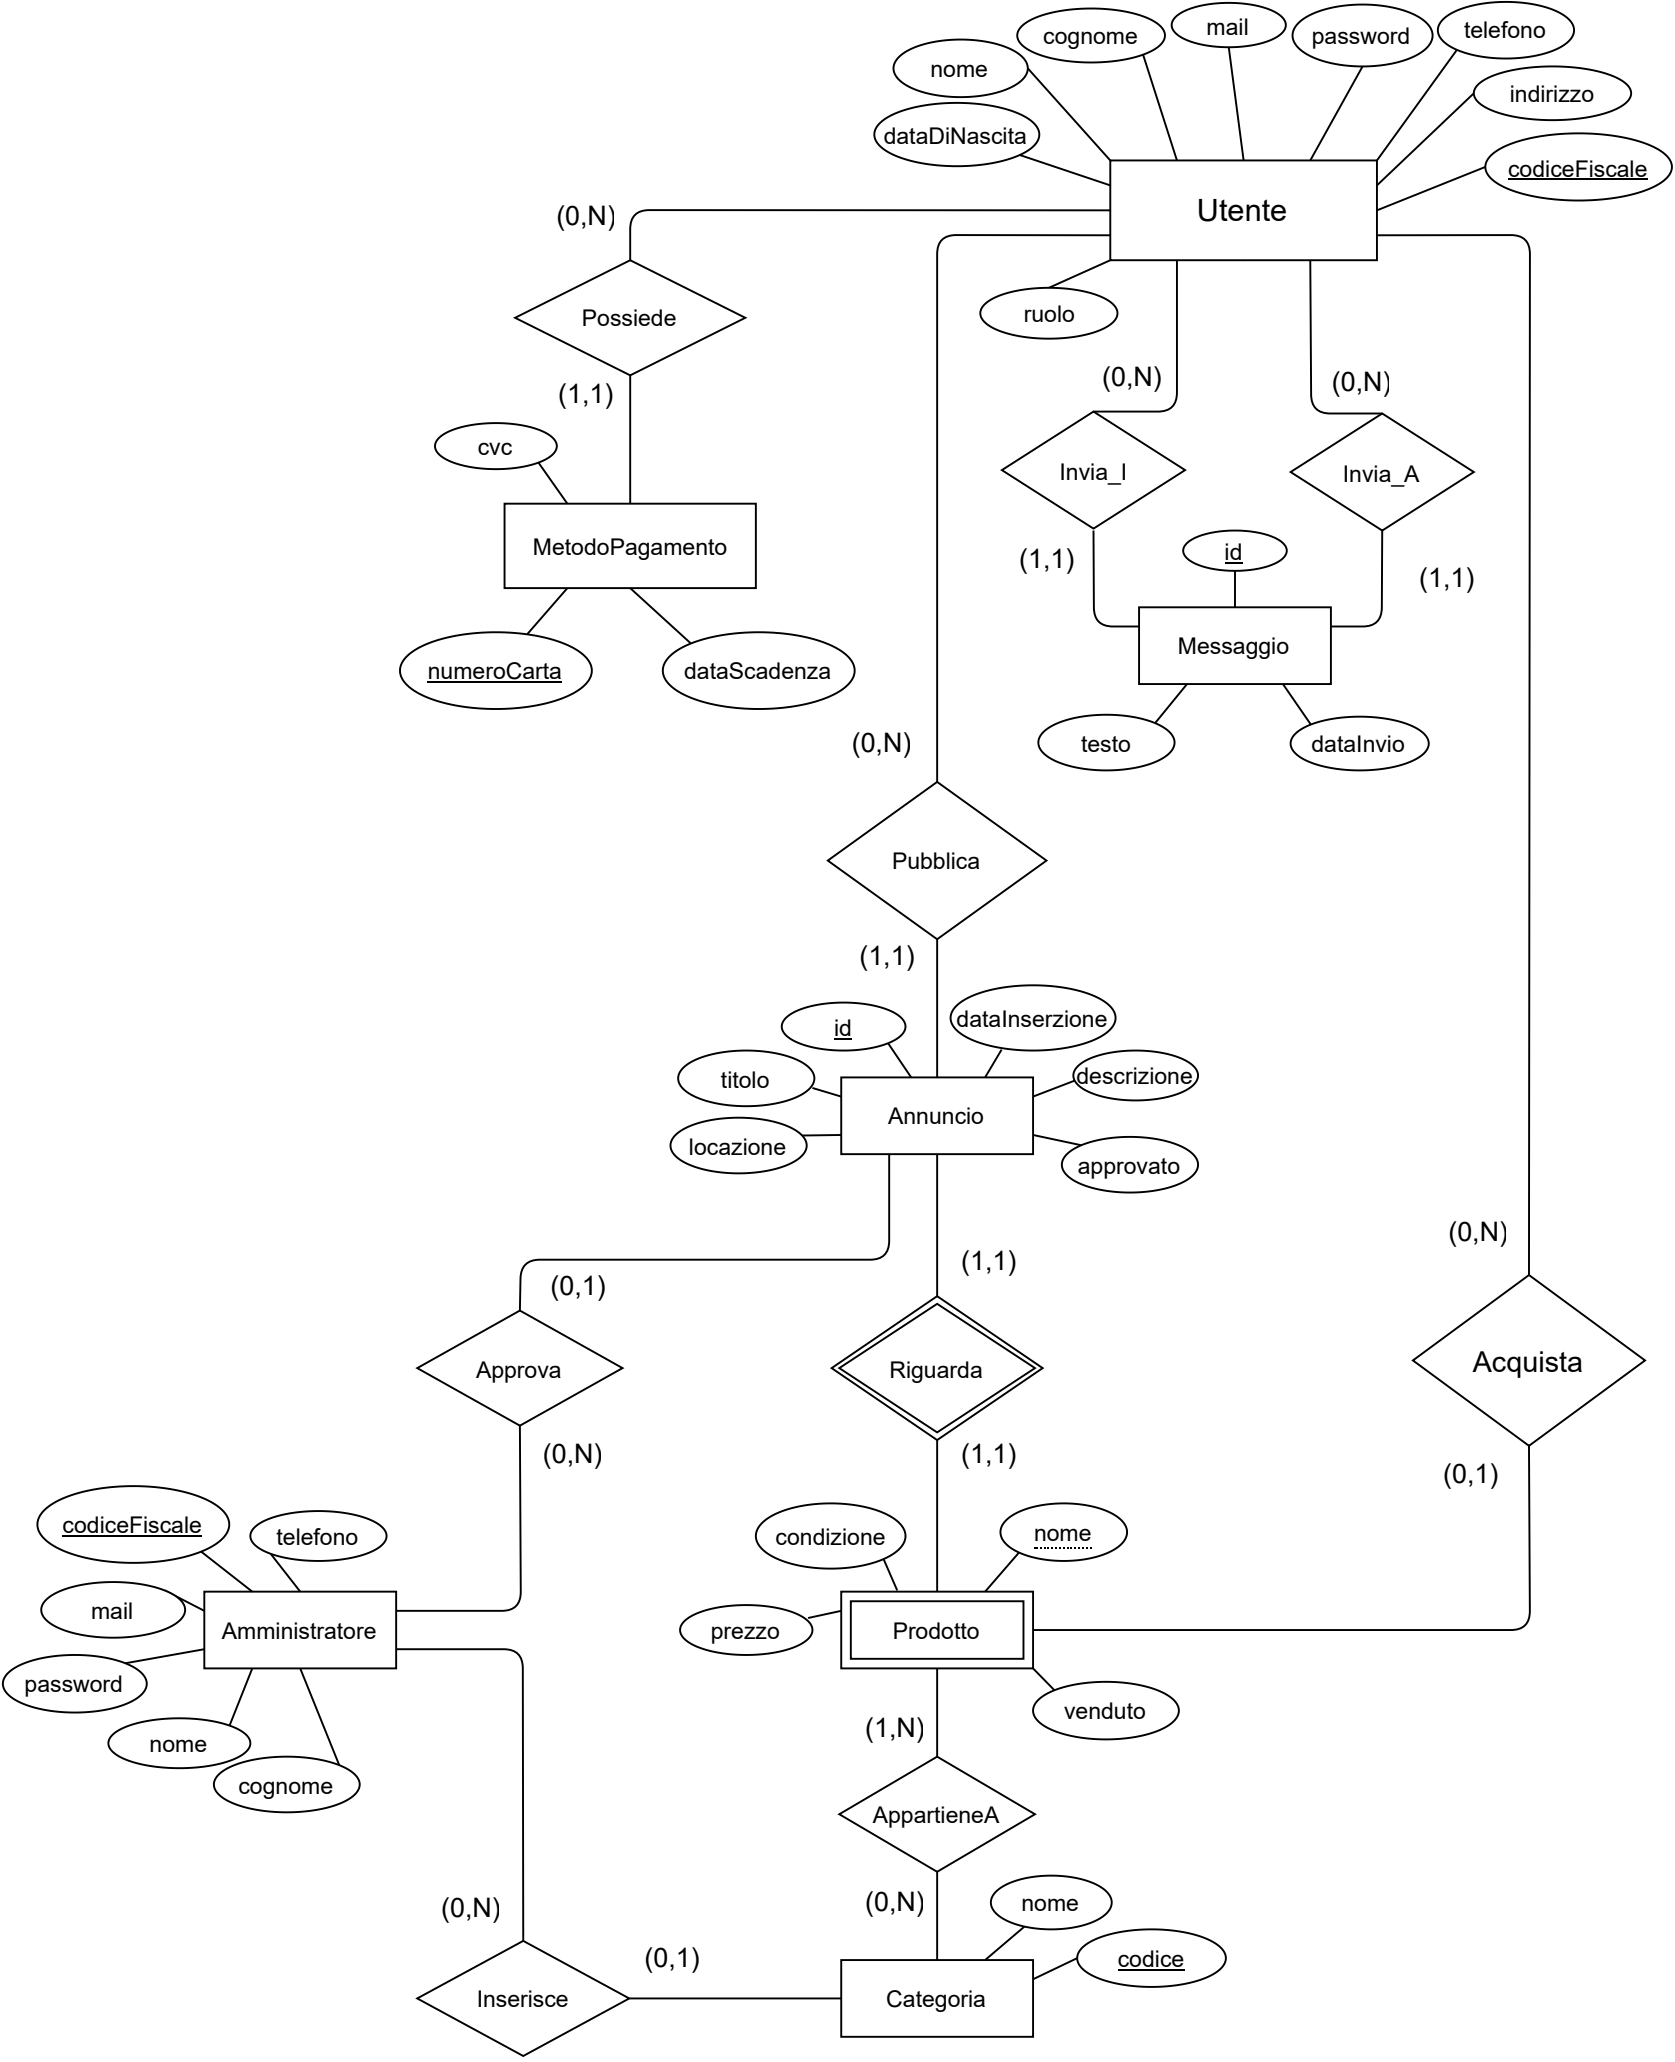 mail
telefono
cognome
password
nome
indirizzo
dataDiNascita
codiceFiscale
Utente
(0,N)
ruolo
Possiede
(0,N)
(0,N)
(1,1)
cvc
Invia_I
Invia_A
MetodoPagamento
id
(1,1)
(1,1)
Messaggio
numeroCarta
dataScadenza
(0,N)
testo
dataInvio
Pubblica
(1,1)
id
dataInserzione
titolo
descrizione
Annuncio
locazione
approvato
(0,N)
(1,1)
(0,1)
Approva
Riguarda
Acquista
(0,N)
(1,1)
(0,1)
codiceFiscale
telefono
condizione
nome
mail
Amministratore
prezzo
Prodotto
password
venduto
(1,N)
nome
cognome
AppartieneA
(0,N)
(0,N)
nome
(0,1)
codice
Inserisce
Categoria